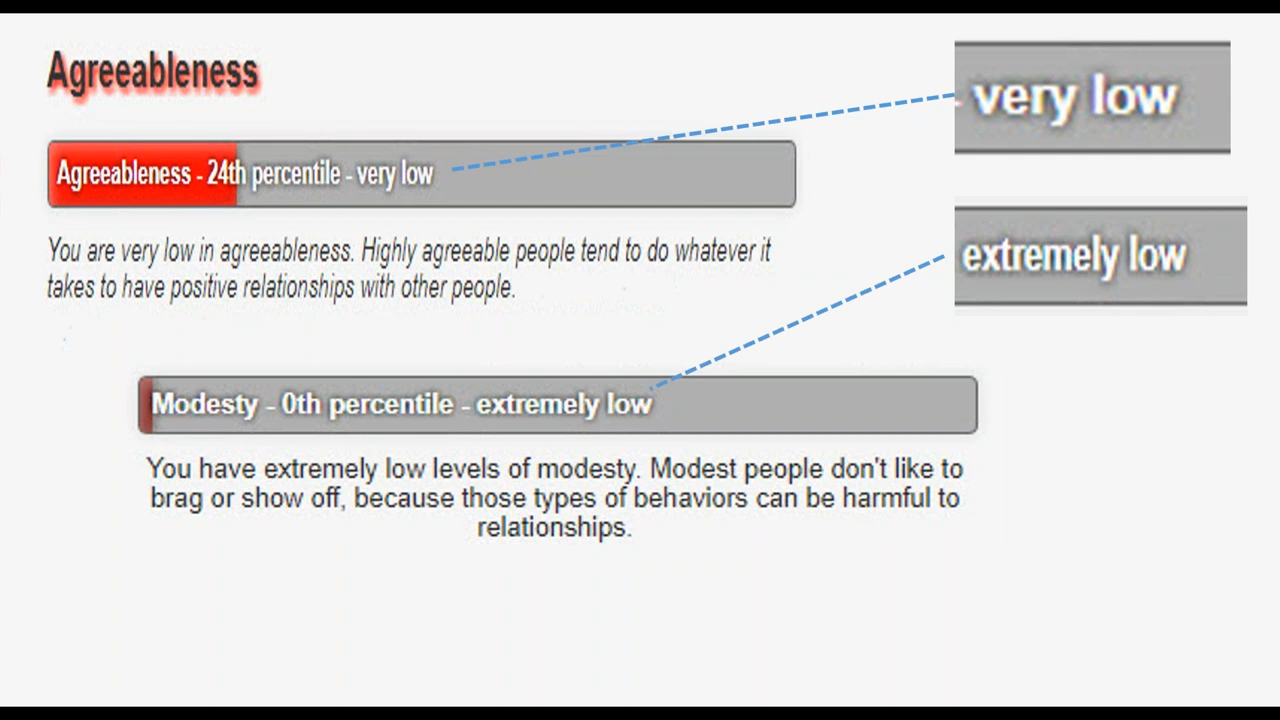 Agreeableness
- very low
Agreeableness - 24th percentile - very low
You are very low in agreeableness. Highly agreeable people tend to do whatever it
takes to have positive relationships with other people.
extremely low
Modesty - 0th percentile - extremely low
You have extremely low levels of modesty. Modest people don't like to
brag or show off, because those types of behaviors can be harmful to
relationships.